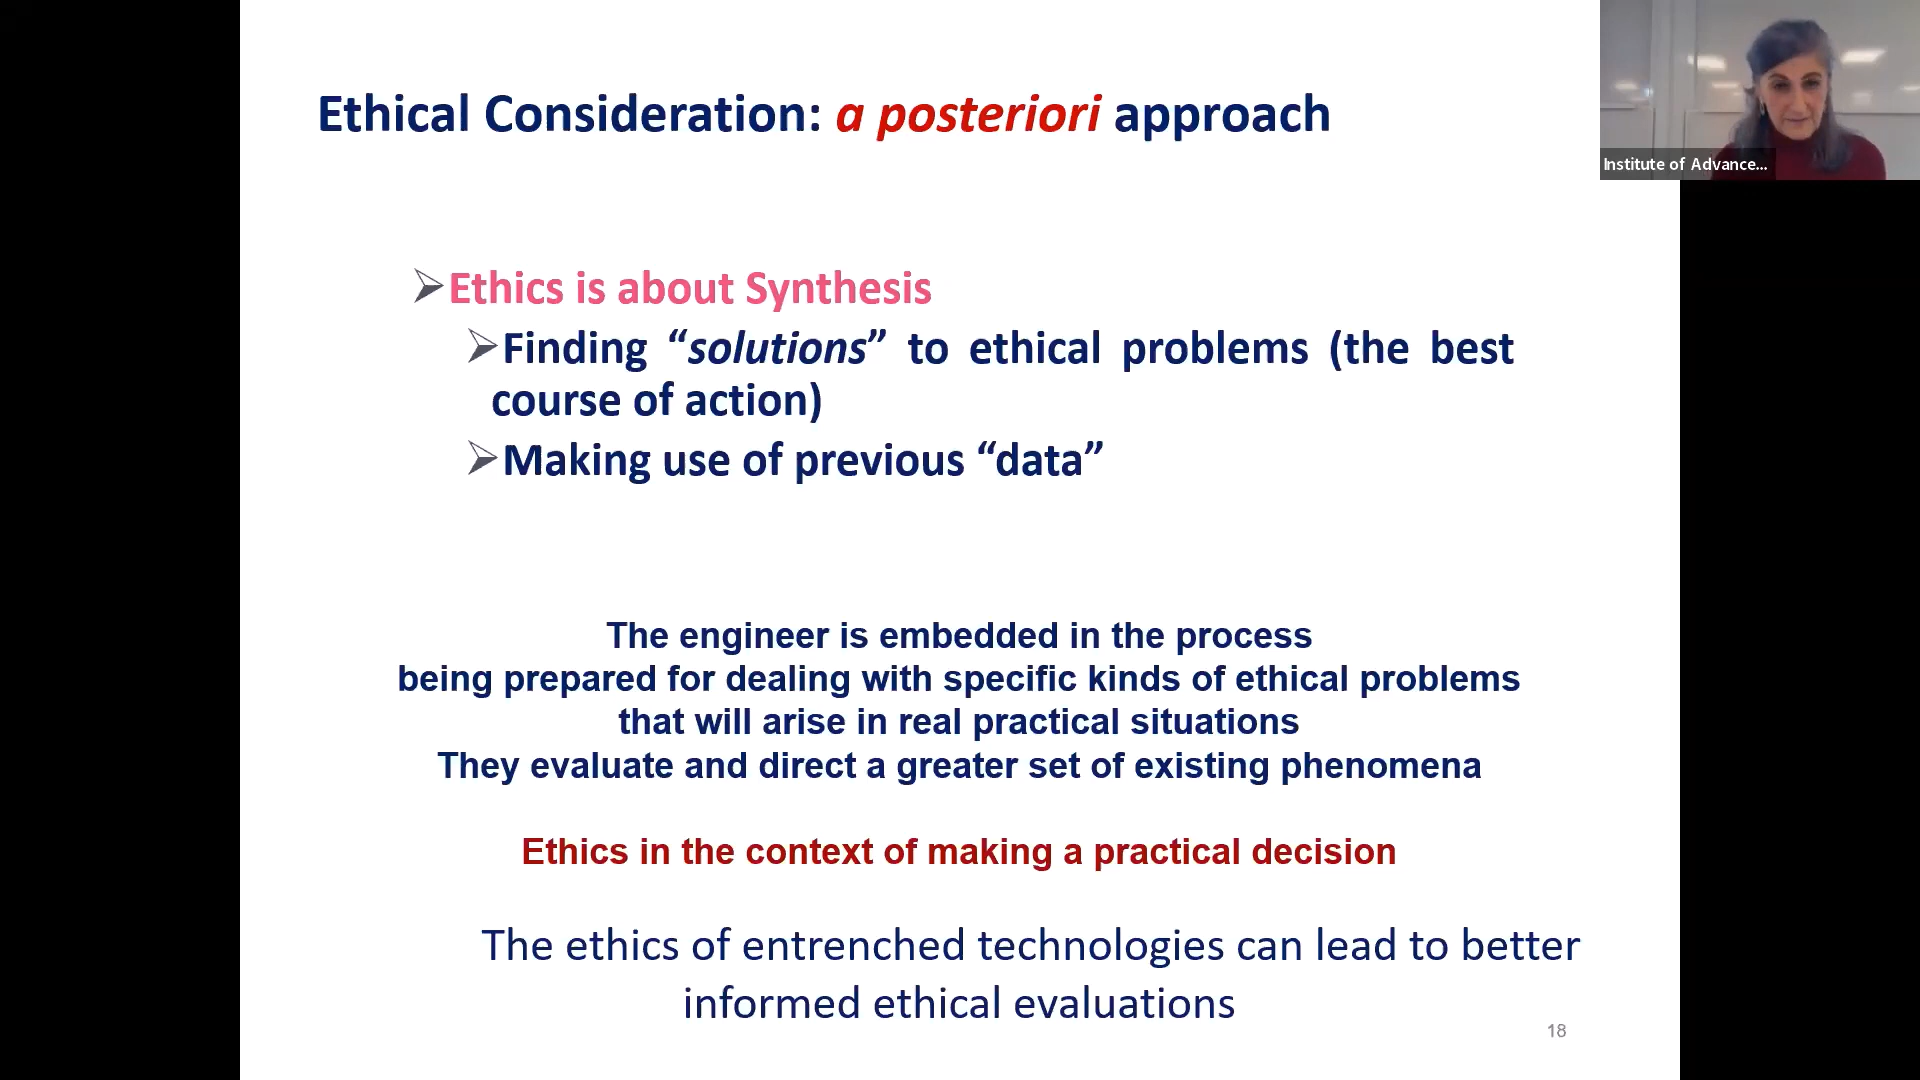 Ethical Consideration: a posteriori approach
Institute of Advance...
➢Ethics is about Synthesis
➢Finding “solutions” to ethical problems (the best
course of action)
➢Making use of previous “data”
The engineer is embedded in the process
being prepared for dealing with specific kinds of ethical problems
that will arise in real practical situations
They evaluate and direct a greater set of existing phenomena
Ethics in the context of making a practical decision
The ethics of entrenched technologies can lead to better
informed ethical evaluations
18